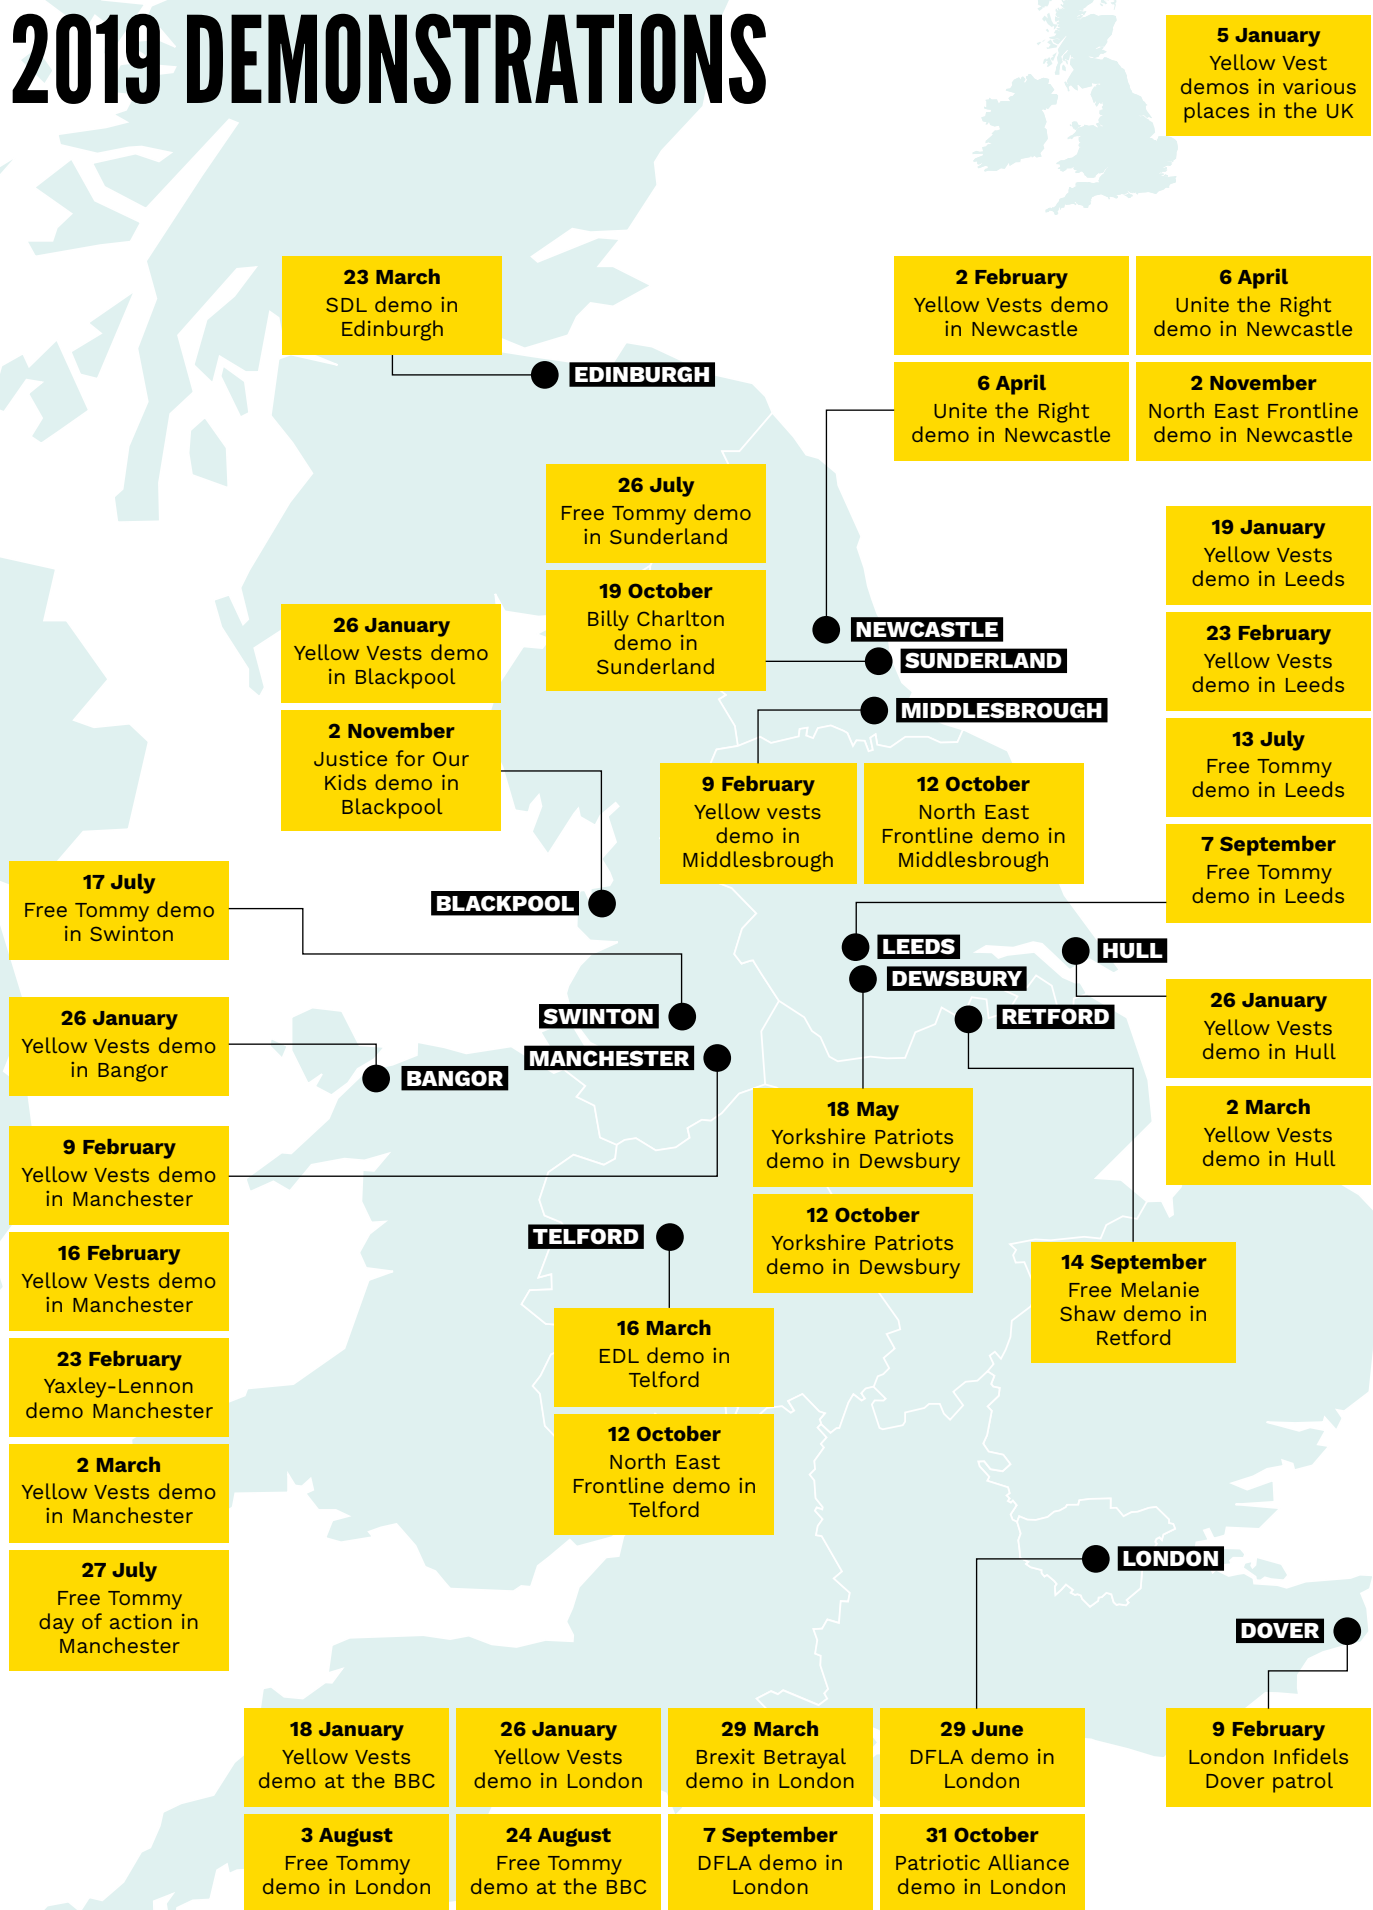 2019 DEMONSTRATIONS
5 January
Yellow Vest
demos in various
places in the UK
23 March
SDL demo in
Edinburgh
EDINBURGH
2 February
Yellow Vests demo
in Newcastle
6 April
Unite the Right
demo in Newcastle
6 April
Unite the Right
demo in Newcastle
2 November
North East Frontline
demo in Newcastle
NEWCASTLE
26 July
Free Tommy demo
in Sunderland
19 October
Billy Charlton
demo in
Sunderland
SUNDERLAND
MIDDLESBROUGH
9 February
Yellow vests
demo in
Middlesbrough
12 October
North East
Frontline demo in
Middlesbrough
26 January
Yellow Vests demo
in Blackpool
2 November
Justice for Our
Kids demo in
Blackpool
BLACKPOOL
19 January
Yellow Vests
demo in Leeds
23 February
Yellow Vests
demo in Leeds
13 July
Free Tommy
demo in Leeds
7 September
Free Tommy
demo in Leeds
LEEDS
HULL
DEWSBURY
RETFORD
26 January
Yellow Vests
demo in Hull
2 March
Yellow Vests
demo in Hull
17 July
Free Tommy demo
in Swinton
SWINTON
MANCHESTER
26 January
Yellow Vests demo
in Bangor
BANGOR
9 February
Yellow Vests demo
in Manchester
16 February
Yellow Vests demo
in Manchester
23 February
Yaxley-Lennon
demo Manchester
2 March
Yellow Vests demo
in Manchester
27 July
Free Tommy
day of action in
Manchester
18 May
Yorkshire Patriots
demo in Dewsbury
12 October
Yorkshire Patriots
demo in Dewsbury
14 September
Free Melanie
Shaw demo in
Retford
TELFORD
16 March
EDL demo in
Telford
12 October
North East
Frontline demo in
Telford
LONDON
DOVER
18 January
Yellow Vests
demo at the BBC
26 January
Yellow Vests
demo in London
29 March
Brexit Betrayal
demo in London
29 June
DFLA demo in
London
9 February
London Infidels
Dover patrol
3 August
Free Tommy
demo in London
24 August
Free Tommy
demo at the BBC
7 September
DFLA demo in
London
31 October
Patriotic Alliance
demo in London